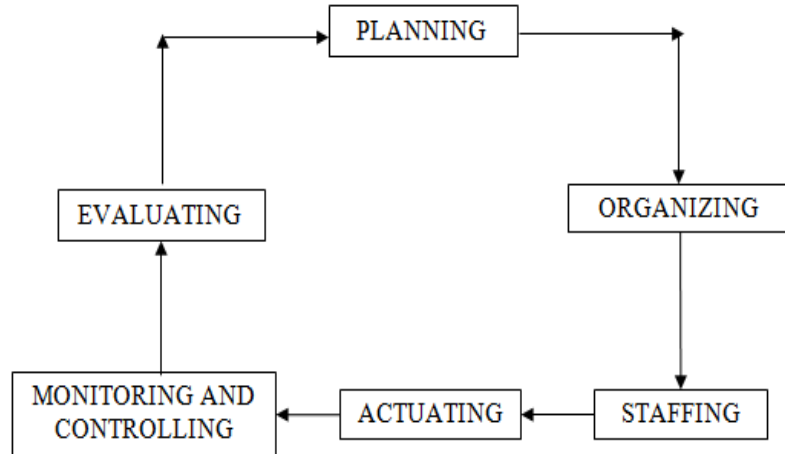 PLANNING
ORGANIZING
STAFFING
ACTUATING
MONITORING AND
CONTROLLING
EVALUATING